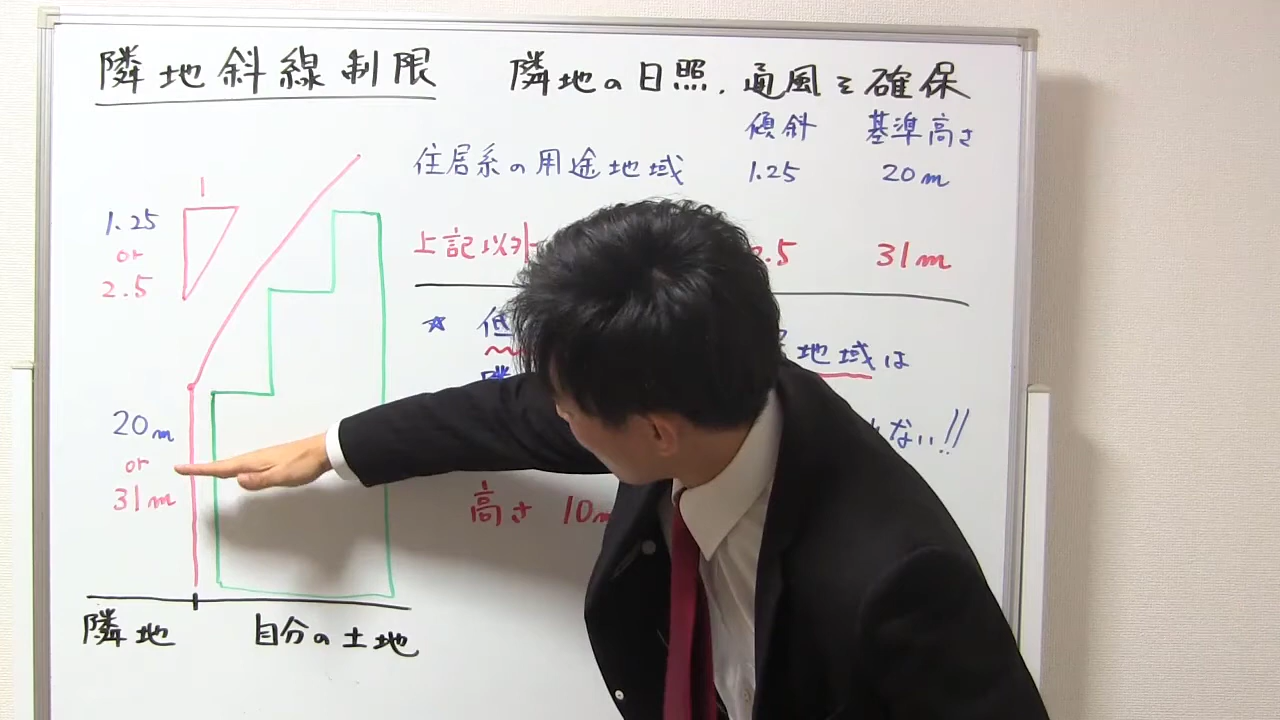 隣地斜線制限
隣地の日照、通風を確保
傾斜 基準高さ
住居系の用途地域 1.25 20m
上記以外 .5 31m
1
1.25
or
2.5
☆ 低
地域は
ない!!
20m
or
31m
高さ 10m
隣地 自分の土地